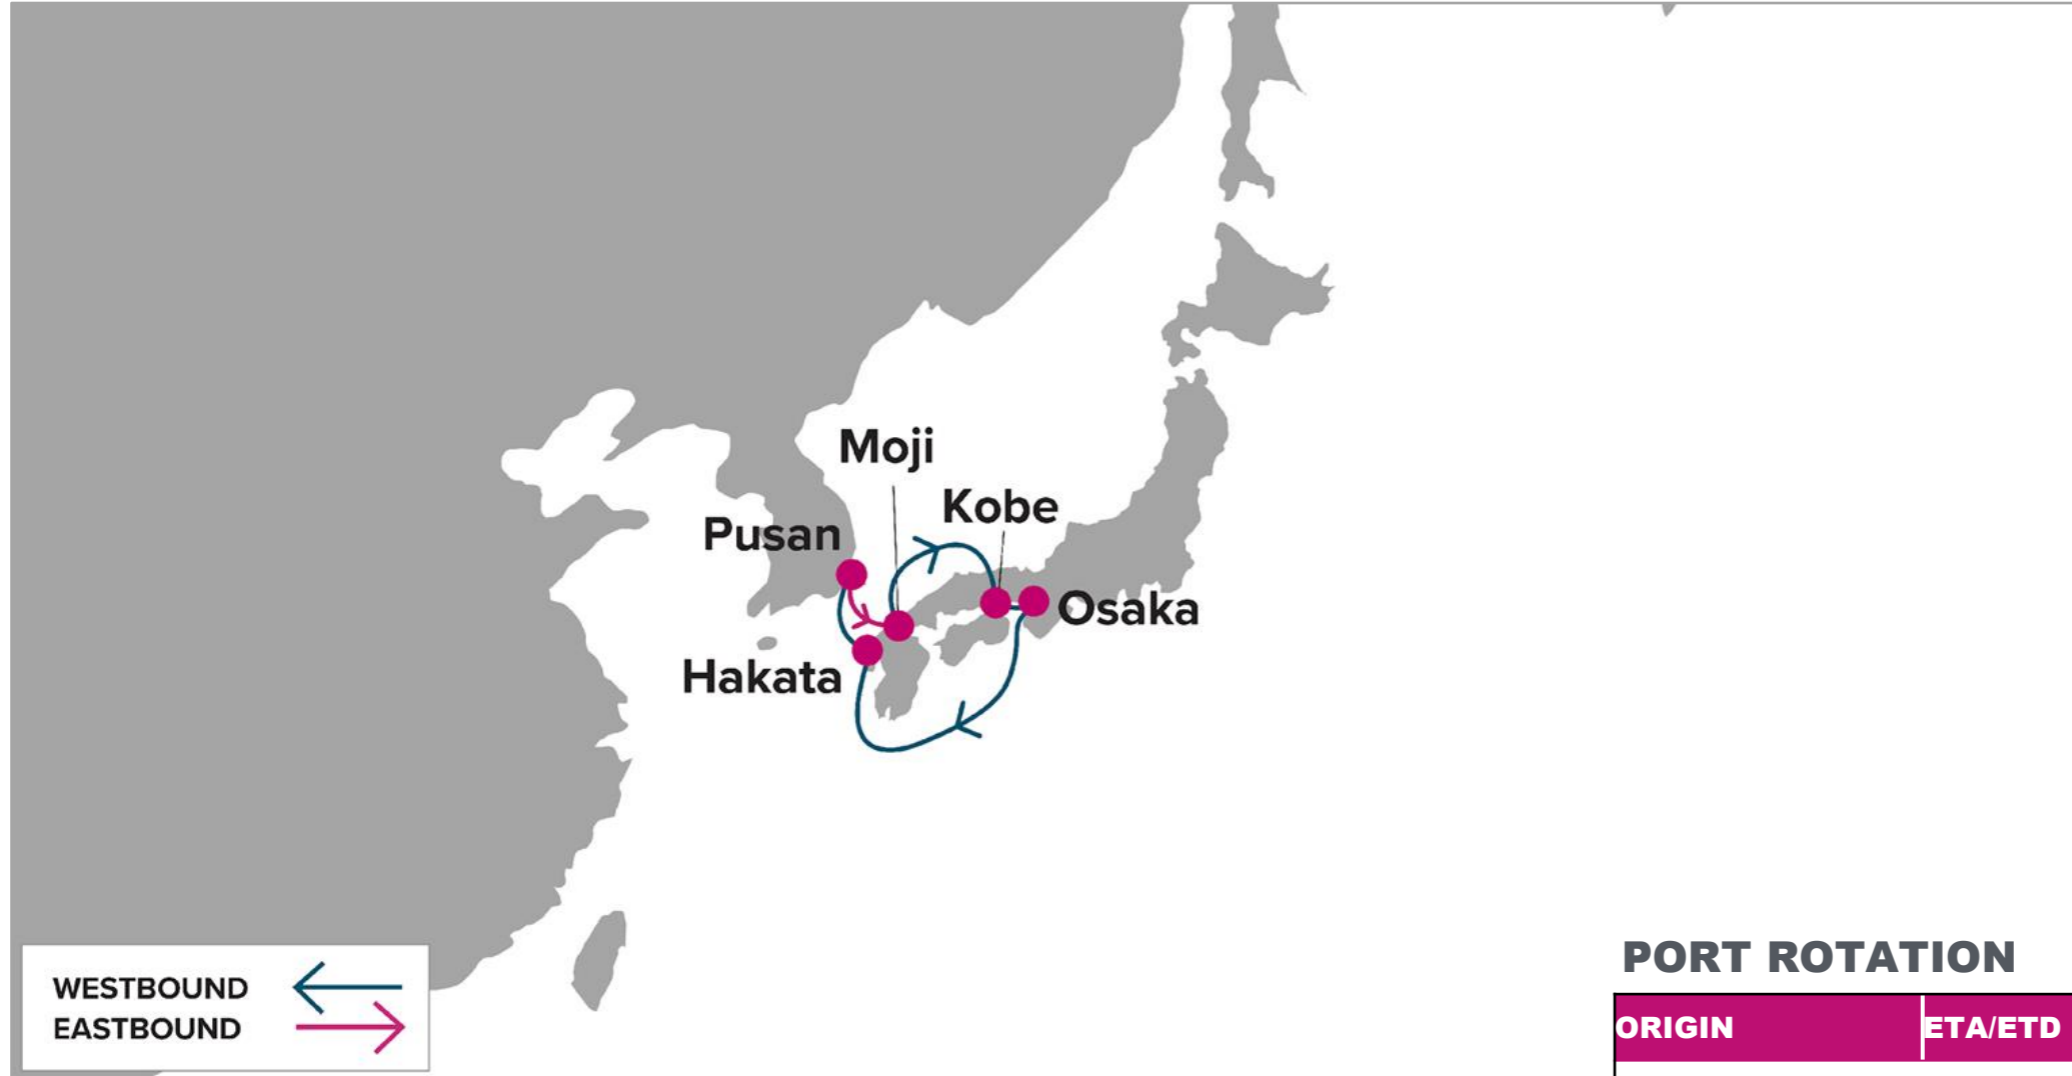 Moji
Kobe
Pusan
Osaka
Hakata
WESTBOUND
EASTBOUND
PORT ROTATION
ORIGIN ETA/ETD